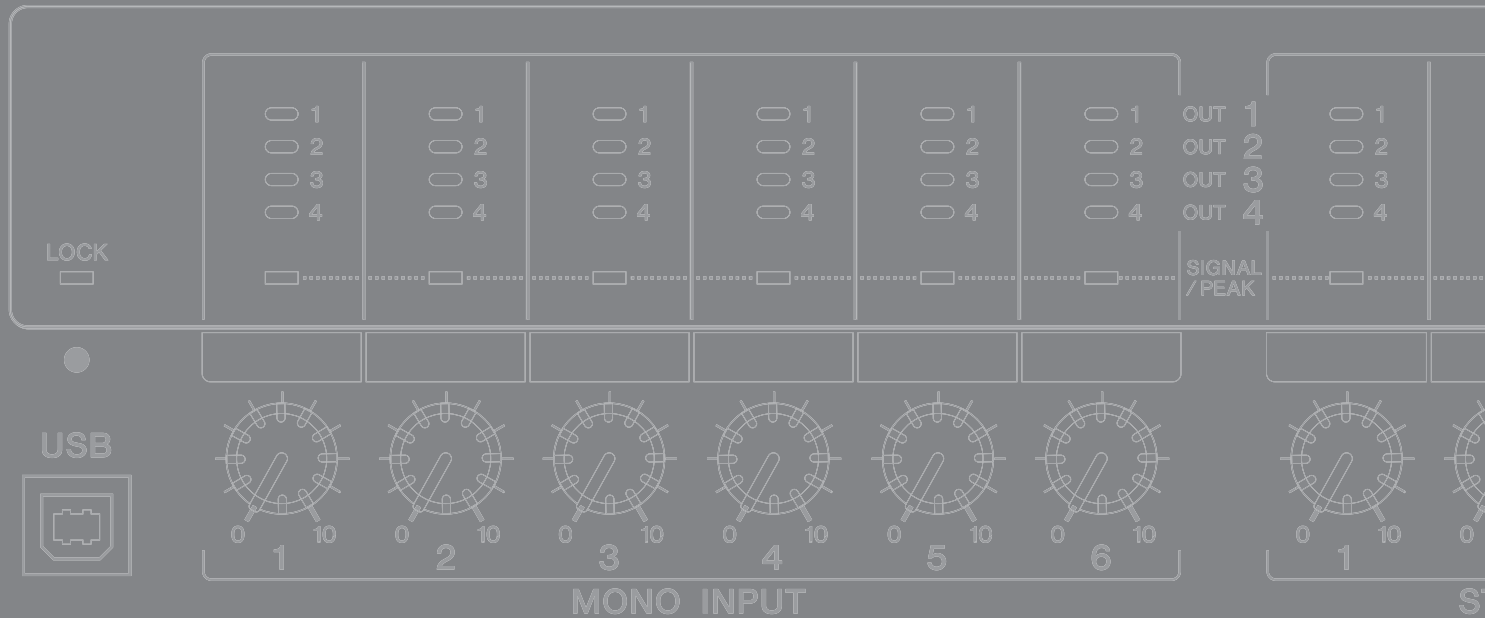 1 1 1 1 1 1 OUT 1 1
2 2 2 2 2 2 OUT 2 2
3 3 3 3 3 3 OUT 3 3
4 4 4 4 4 4 OUT 4 4
LOCK
SIGNAL
/PEAK
USB
0 10 0 10 0 10 0 10 0 10 0 10 0 10 0
1 2 3 4 5 6 1
MONO INPUT